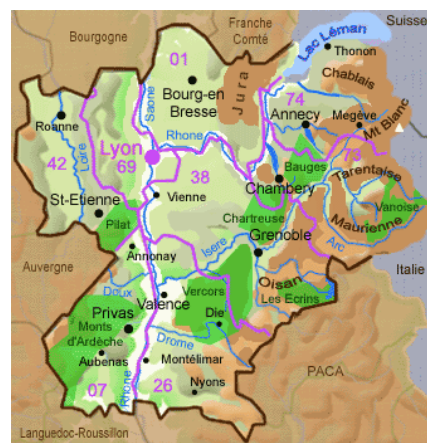 Bourgogne
Franche
Comté
Suisse
Lac Léman
Thonon
01
Jura
Chablais
Bourg-en
Bresse
Saone
74
Annecy
Megève
Mt Blanc
Roanne
Loire
Lyon
69
Rhone
42
38
Bauges
73
Tarentaise
Vienne
Chambery
Vanoise
St-Etienne
Pilat
Chartreuse
Maurienne
Grenoble
Arc
Auvergne
Annonay
Isere
Italie
Doux
Oisan
Valence
Vercors
Les Ecrins
Privas
Die
Monts
d'Ardèche
Drome
Aubenas
Montélimar
PACA
07
Rhone
26
Nyons
Languedoc-Roussillon